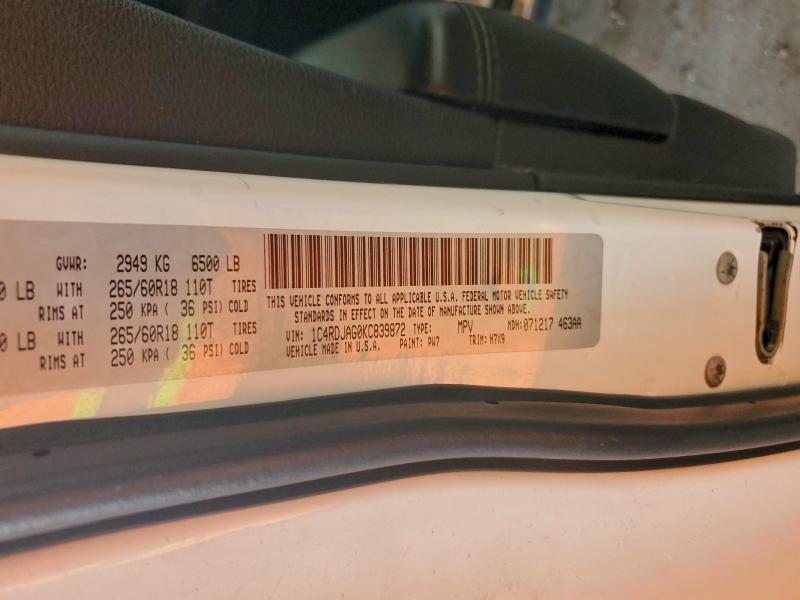 GVWR: 2949 KG 6500 LB
0 LB WITH 265/60R18 110T TIRES
RIMS AT 250 KPA ( 36 PSI) COLD
0 LB WITH 265/60R18 110T TIRES
RIMS AT 250 KPA ( 36 PSI) COLD
THIS VEHICLE CONFORMS TO ALL APPLICABLE U.S.A. FEDERAL MOTOR VEHICLE SAFETY
STANDARDS IN EFFECT ON THE DATE OF MANUFACTURE SHOWN ABOVE.
VIN: 1C4RDJAG0KC839872 TYPE: MPV MDH: 071217 463AA
VEHICLE MADE IN U.S.A. PAINT: PW7 TRIM: H7X9